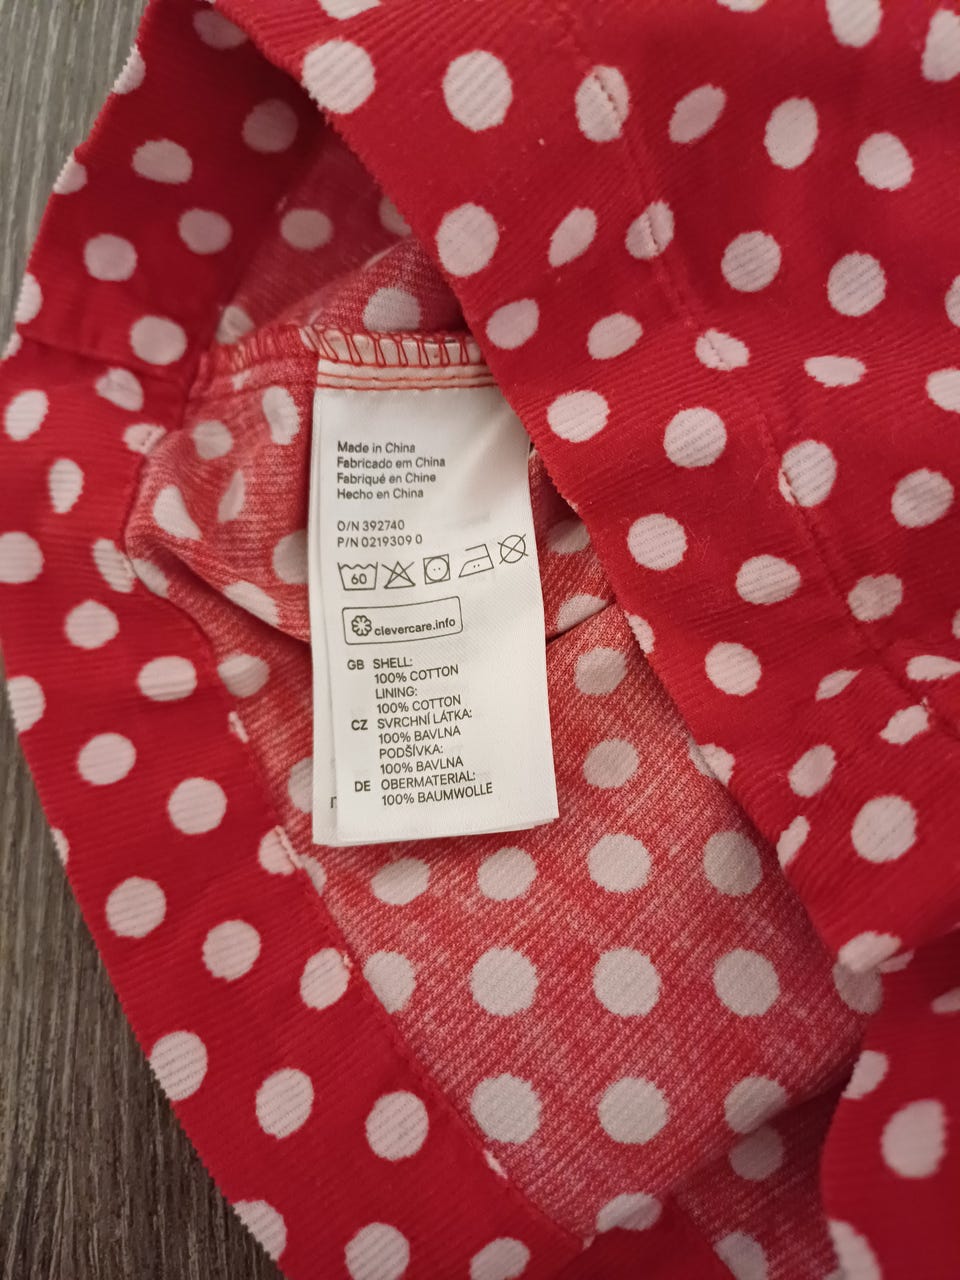 Made in China
Fabricado em China
Fabriqué en Chine
Hecho en China
O/N 392740
P/N 0219309 0
60
clevercare.info
GB SHELL:
100% COTTON
LINING:
100% COTTON
CZ SVRCHNÍ LÁTKA:
100% BAVLNA
PODŠÍVKA:
100% BAVLNA
DE OBERMATERIAL:
100% BAUMWOLLE